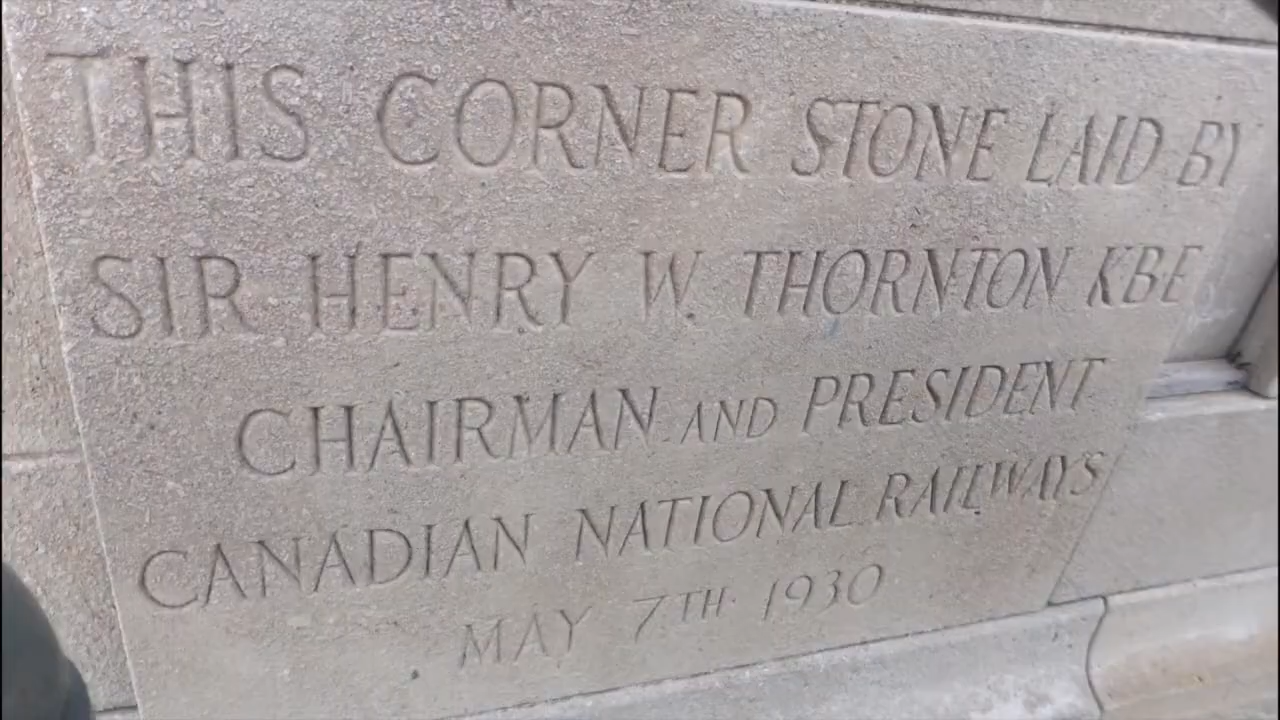 THIS CORNER STONE LAID BY
SIR HENRY W. THORNTON KBE
CHAIRMAN AND PRESIDENT
CANADIAN NATIONAL RAILWAYS
MAY 7TH. 1930